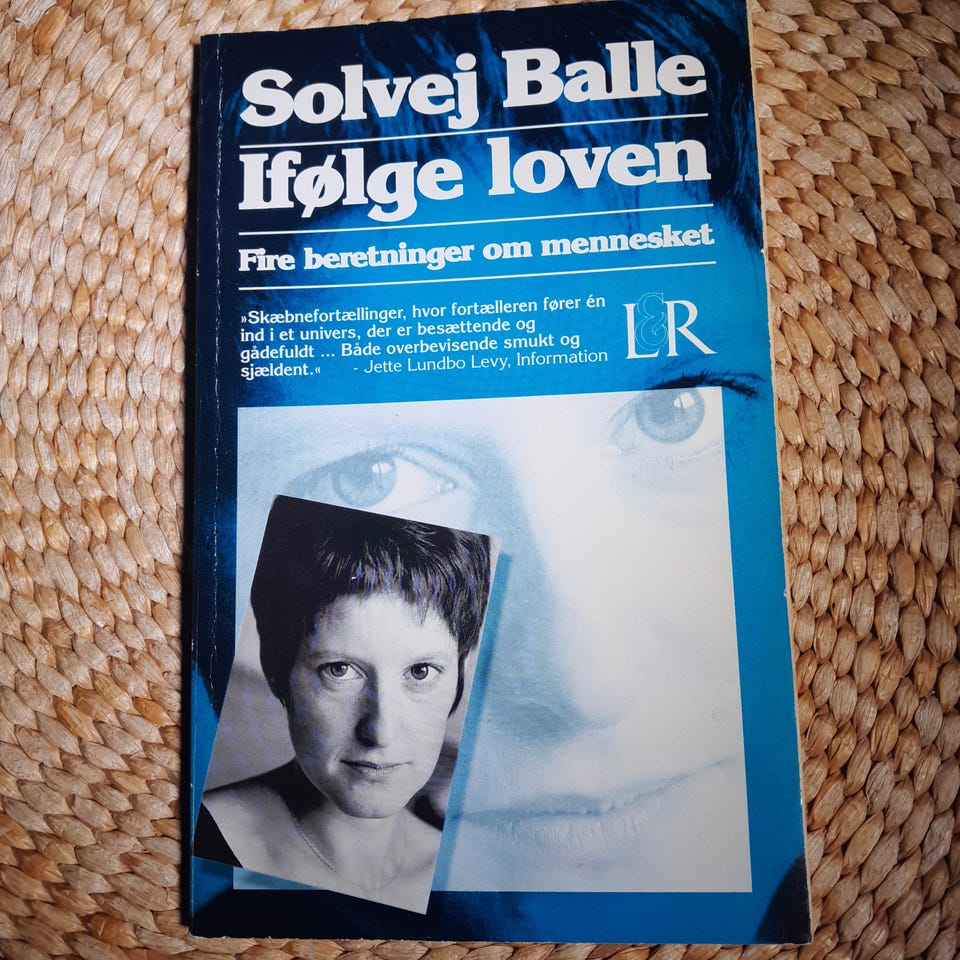 Solvej Balle
Ifølge loven
Fire beretninger om mennesket
»Skæbnefortællinger, hvor fortælleren fører én
ind i et univers, der er besættende og
gådefuldt ... Både overbevisende smukt og
sjældent.« - Jette Lundbo Levy, Information
L&R